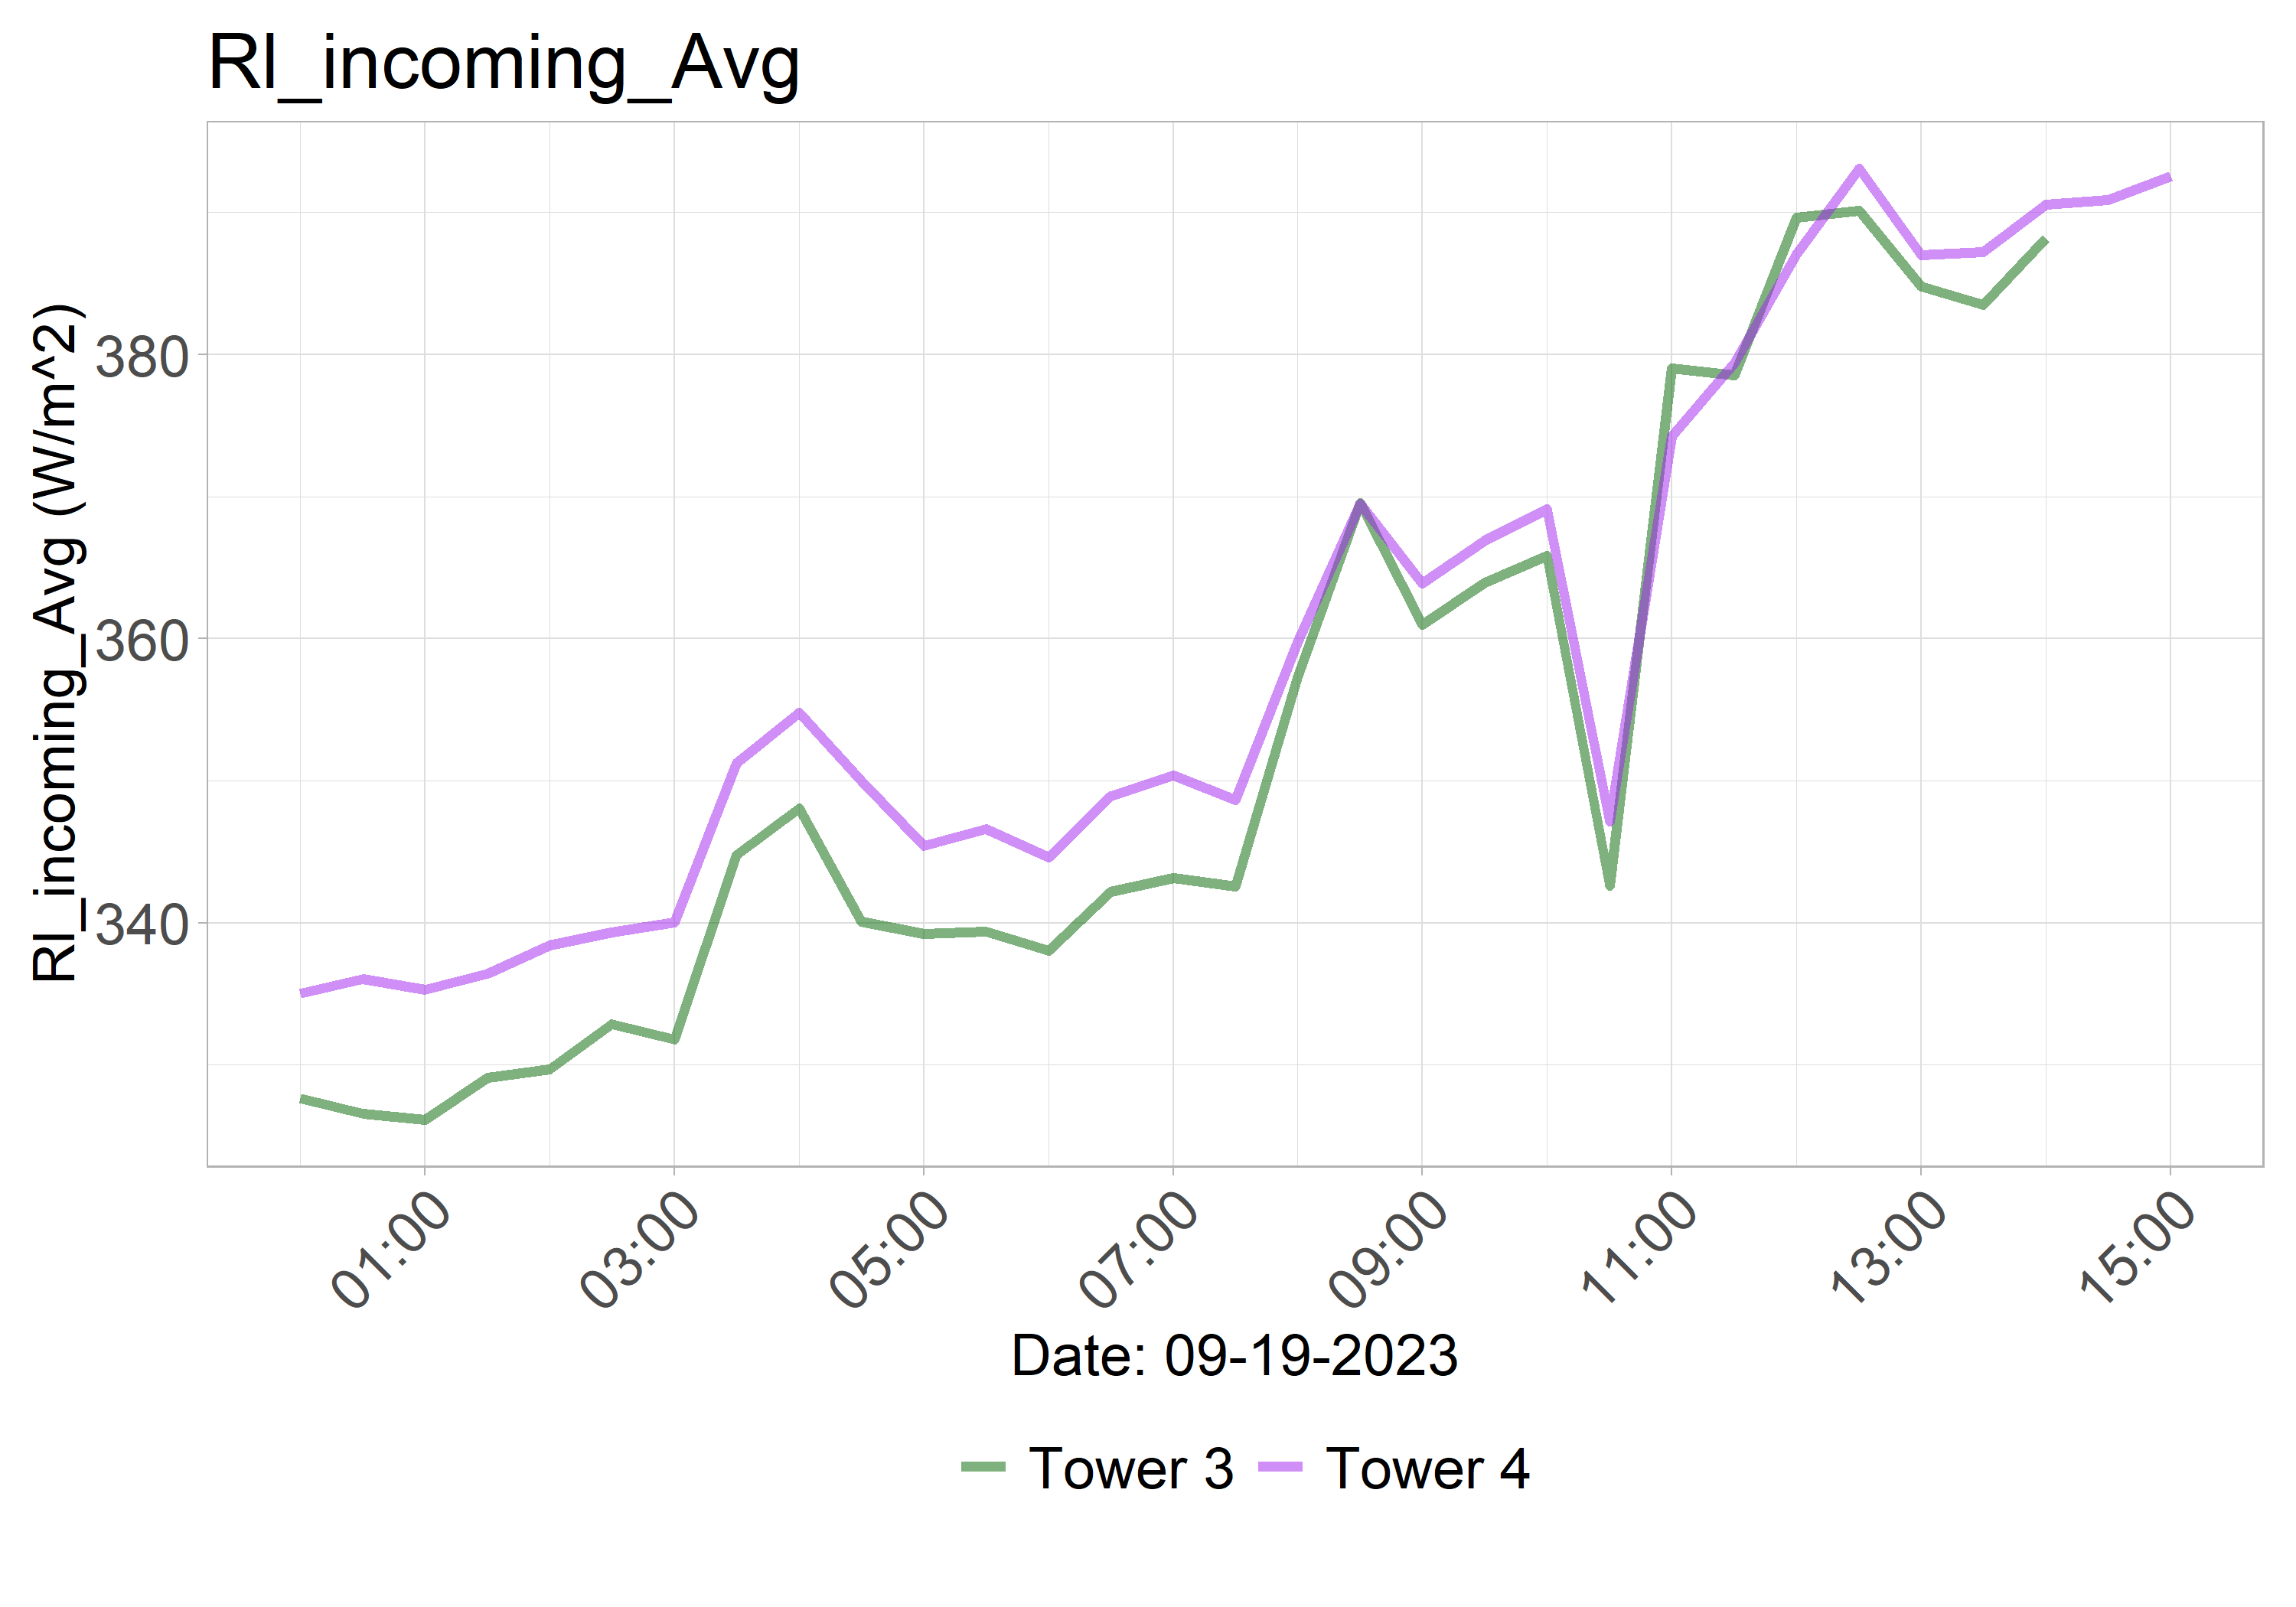 Rl_incoming_Avg
Rl_incoming_Avg (W/m^2)
380
360
340
01:00
03:00
05:00
07:00
09:00
11:00
13:00
15:00
Date: 09-19-2023
Tower 3
Tower 4